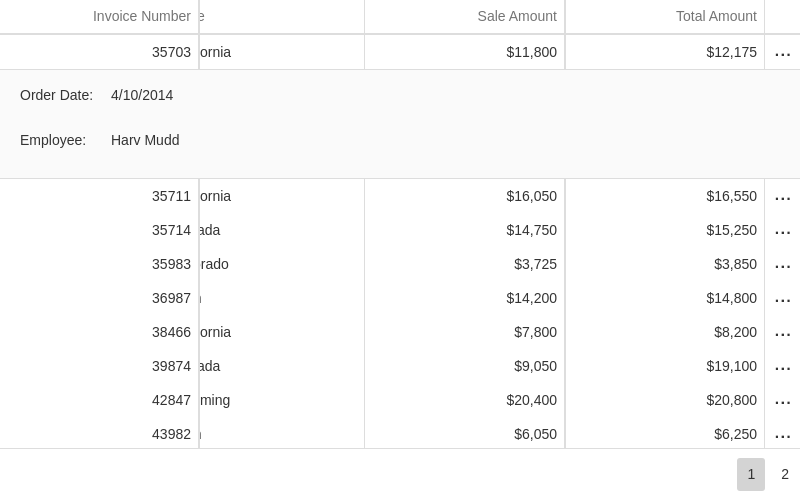 Invoice Number Sale Amount Total Amount
35703 ornia $11,800 $12,175 ...
Order Date: 4/10/2014
Employee: Harv Mudd
35711 ornia $16,050 $16,550 ...
35714 ada $14,750 $15,250 ...
35983 rado $3,725 $3,850 ...
36987 $14,200 $14,800 ...
38466 ornia $7,800 $8,200 ...
39874 ada $9,050 $19,100 ...
42847 ming $20,400 $20,800 ...
43982 $6,050 $6,250 ...
1 2